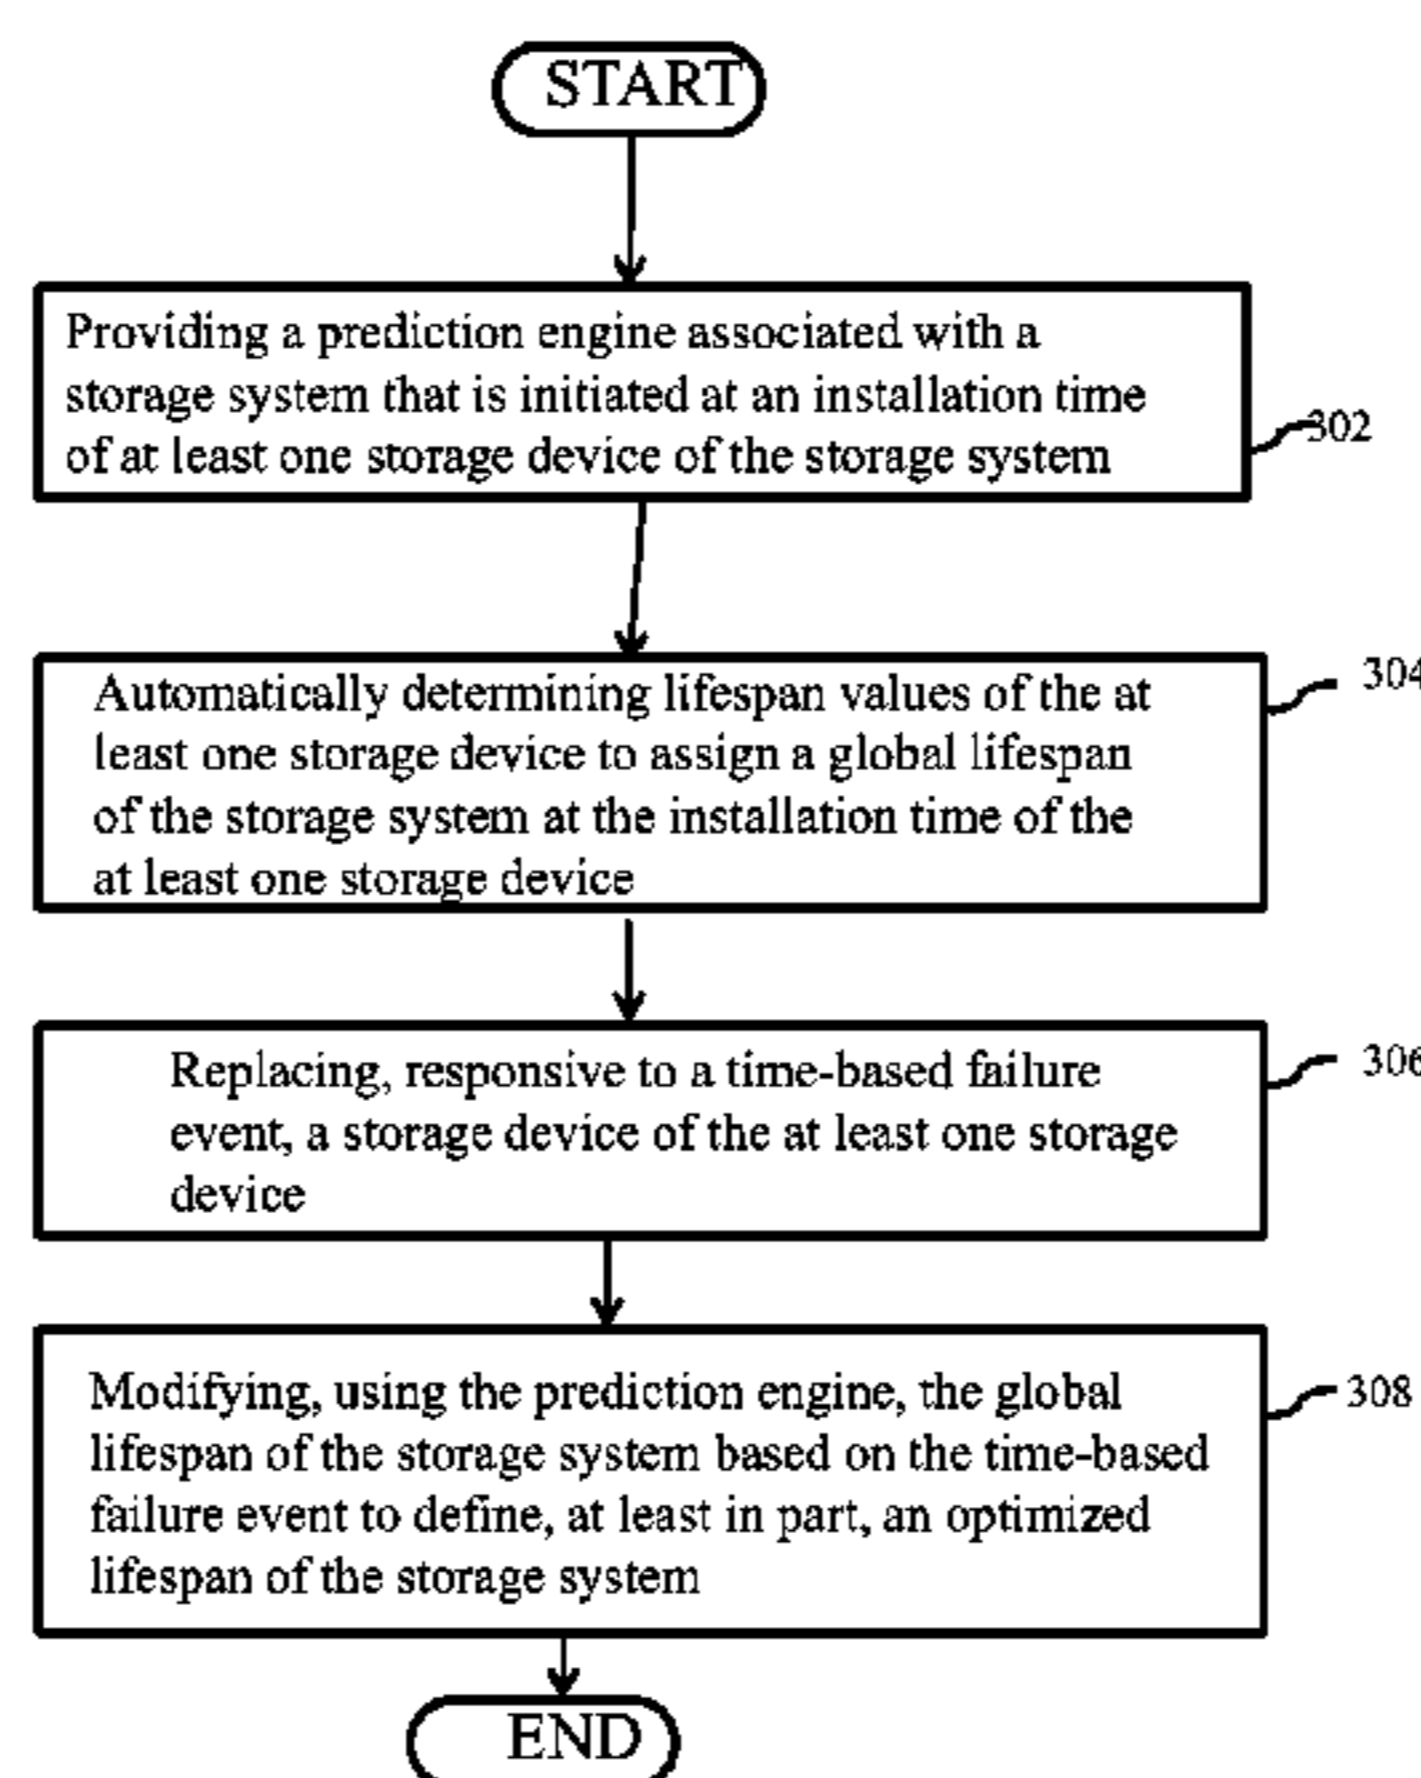 START
Providing a prediction engine associated with a
storage system that is initiated at an installation time
of at least one storage device of the storage system
302
Automatically determining lifespan values of the at
least one storage device to assign a global lifespan
of the storage system at the installation time of the
at least one storage device
304
Replacing, responsive to a time-based failure
event, a storage device of the at least one storage
device
306
Modifying, using the prediction engine, the global
lifespan of the storage system based on the time-based
failure event to define, at least in part, an optimized
lifespan of the storage system
308
END